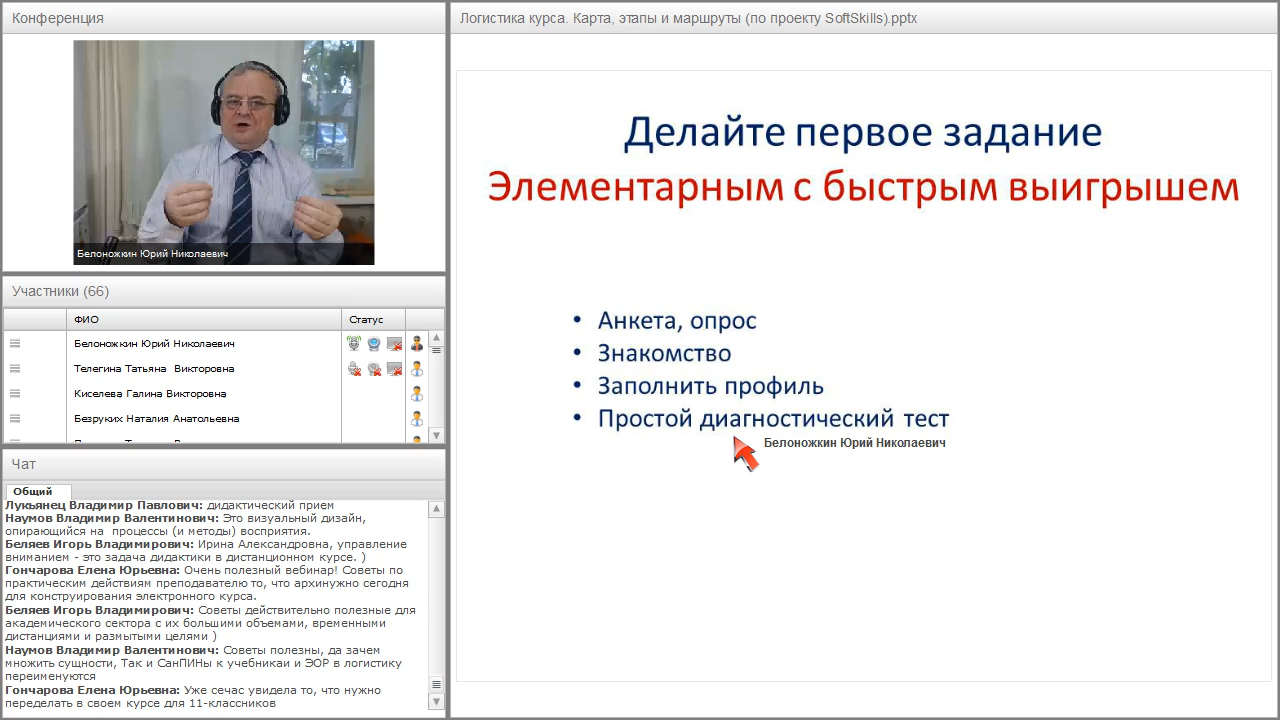 Конференция
Белоножкин Юрий Николаевич
Участники (66)
ФИО Статус
Белоножкин Юрий Николаевич
Телегина Татьяна Викторовна
Киселева Галина Викторовна
Безруких Наталия Анатольевна
Чат
Общий
Лукьянец Владимир Павлович: дидактический прием
Наумов Владимир Валентинович: Это визуальный дизайн,
опирающийся на процессы (и методы) восприятия.
Беляев Игорь Владимирович: Ирина Александровна, управление
вниманием - это задача дидактики в дистанционном курсе. )
Гончарова Елена Юрьевна: Очень полезный вебинар! Советы по
практическим действиям преподавателю то, что архинужно сегодня
для конструирования электронного курса.
Беляев Игорь Владимирович: Советы действительно полезные для
академического сектора с их большими объемами, временными
дистанциями и размытыми целями )
Наумов Владимир Валентинович: Советы полезны, да зачем
множить сущности, Так и СанПИНы к учебникаи и ЭОР в логистику
переименуются
Гончарова Елена Юрьевна: Уже сечас увидела то, что нужно
переделать в своем курсе для 11-классников
Логистика курса. Карта, этапы и маршруты (по проекту SoftSkills).pptx
Делайте первое задание
Элементарным с быстрым выигрышем
• Анкета, опрос
• Знакомство
• Заполнить профиль
• Простой диагностический тест
Белоножкин Юрий Николаевич